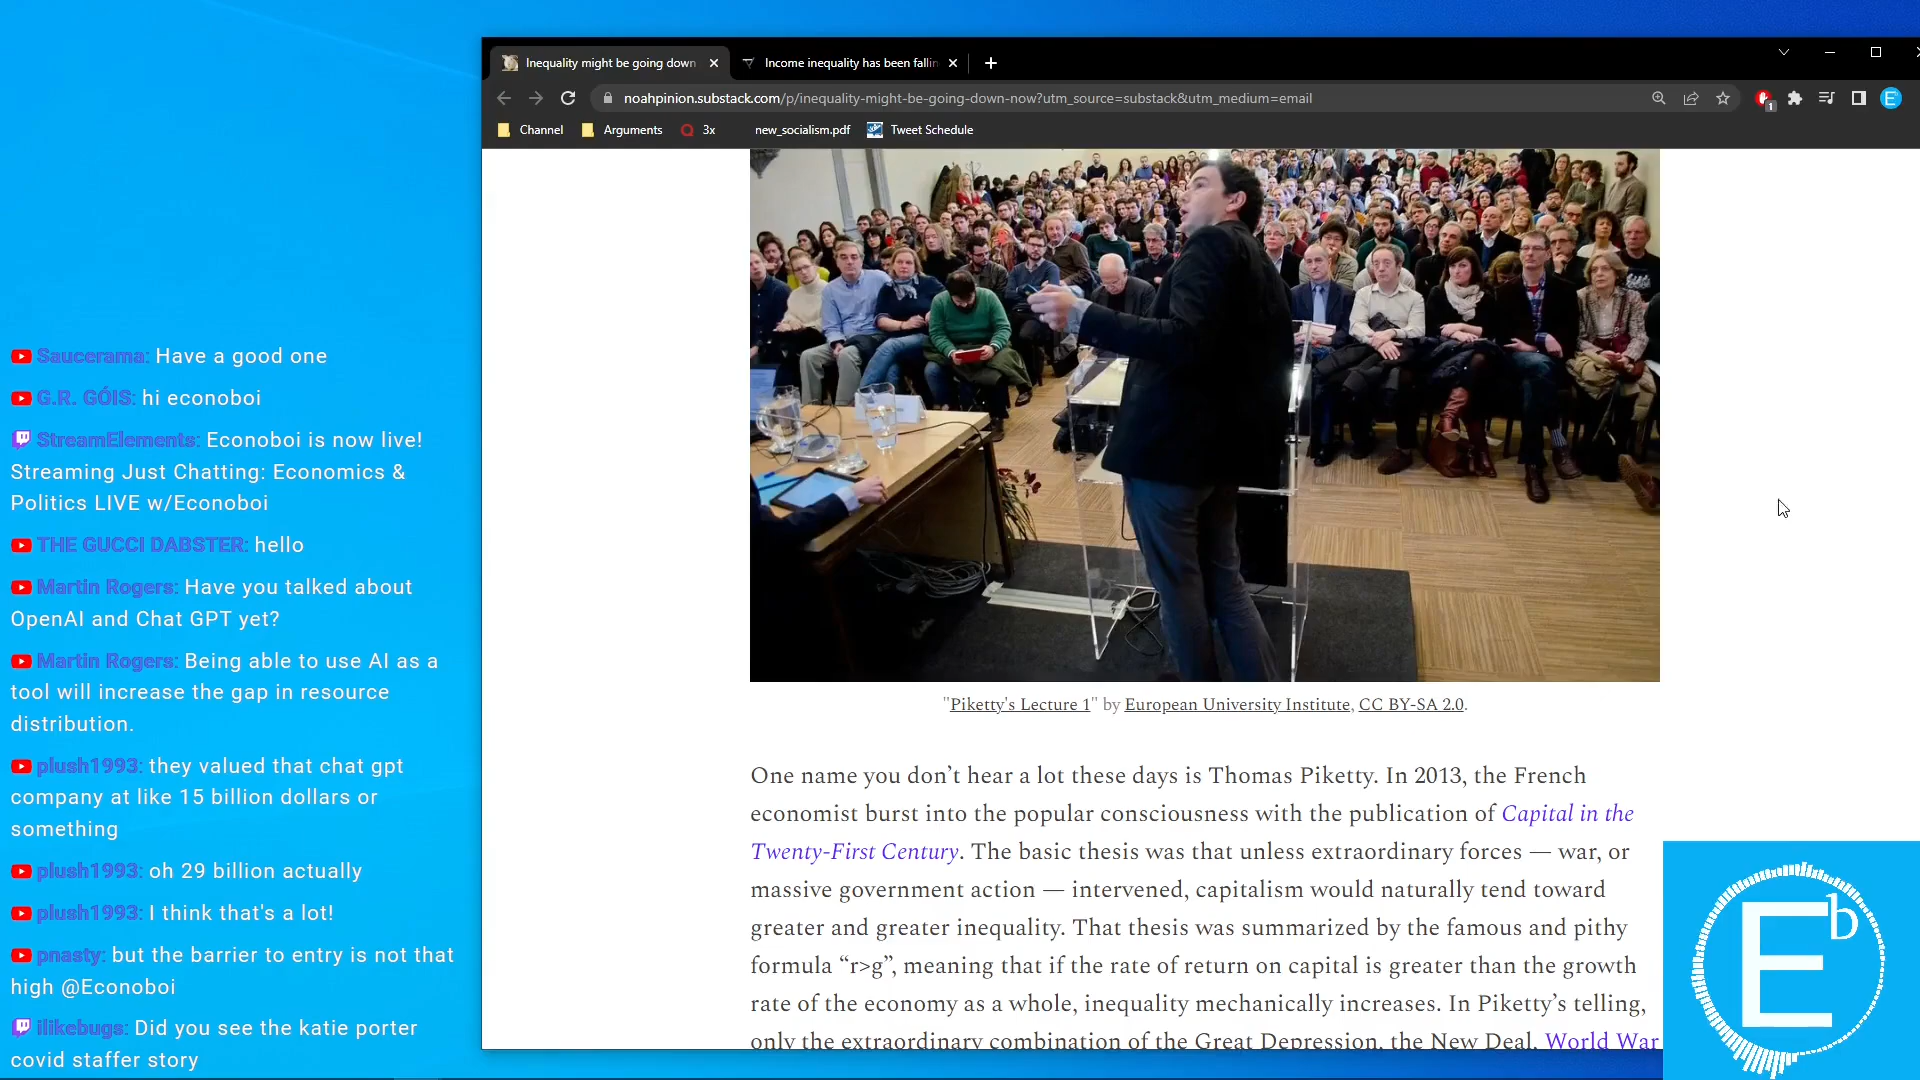 Inequality might be going down
Income inequality has been fallin
noahpinion.substack.com/p/inequality-might-be-going-down-now?utm_source=substack&utm_medium=email
1
E
Channel
Arguments
3x
new_socialism.pdf
Tweet Schedule
Saucerama: Have a good one
G.R. GÓIS: hi econoboi
StreamElements: Econoboi is now live!
Streaming Just Chatting: Economics &
Politics LIVE w/Econoboi
THE GUCCI DABSTER: hello
Martin Rogers: Have you talked about
OpenAI and Chat GPT yet?
Martin Rogers: Being able to use AI as a
tool will increase the gap in resource
distribution.
plush1993: they valued that chat gpt
company at like 15 billion dollars or
something
plush1993: oh 29 billion actually
plush1993: I think that's a lot!
pnasty: but the barrier to entry is not that
high @Econoboi
ilikebugs: Did you see the katie porter
covid staffer story
"Piketty's Lecture 1" by European University Institute, CC BY-SA 2.0.
One name you don’t hear a lot these days is Thomas Piketty. In 2013, the French
economist burst into the popular consciousness with the publication of Capital in the
Twenty-First Century. The basic thesis was that unless extraordinary forces — war, or
massive government action — intervened, capitalism would naturally tend toward
greater and greater inequality. That thesis was summarized by the famous and pithy
formula “r>g”, meaning that if the rate of return on capital is greater than the growth
rate of the economy as a whole, inequality mechanically increases. In Piketty’s telling,
only the extraordinary combination of the Great Depression, the New Deal, World War
Eb